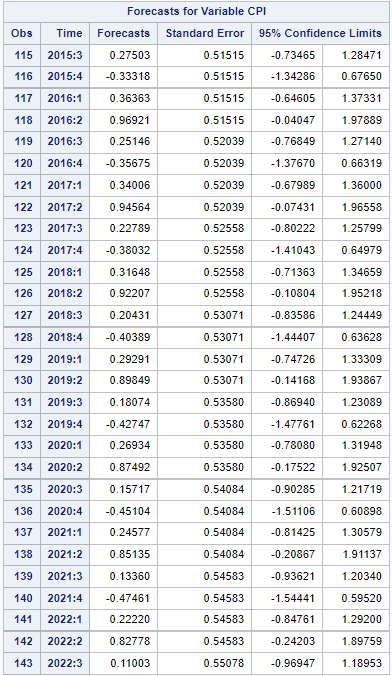 Forecasts for Variable CPI
Obs Time Forecasts Standard Error 95% Confidence Limits
115 2015:3 0.27503 0.51515 -0.73465 1.28471
116 2015:4 -0.33318 0.51515 -1.34286 0.67650
117 2016:1 0.36363 0.51515 -0.64605 1.37331
118 2016:2 0.96921 0.51515 -0.04047 1.97889
119 2016:3 0.25146 0.52039 -0.76849 1.27140
120 2016:4 -0.35675 0.52039 -1.37670 0.66319
121 2017:1 0.34006 0.52039 -0.67989 1.36000
122 2017:2 0.94564 0.52039 -0.07431 1.96558
123 2017:3 0.22789 0.52558 -0.80222 1.25799
124 2017:4 -0.38032 0.52558 -1.41043 0.64979
125 2018:1 0.31648 0.52558 -0.71363 1.34659
126 2018:2 0.92207 0.52558 -0.10804 1.95218
127 2018:3 0.20431 0.53071 -0.83586 1.24449
128 2018:4 -0.40389 0.53071 -1.44407 0.63628
129 2019:1 0.29291 0.53071 -0.74726 1.33309
130 2019:2 0.89849 0.53071 -0.14168 1.93867
131 2019:3 0.18074 0.53580 -0.86940 1.23089
132 2019:4 -0.42747 0.53580 -1.47761 0.62268
133 2020:1 0.26934 0.53580 -0.78080 1.31948
134 2020:2 0.87492 0.53580 -0.17522 1.92507
135 2020:3 0.15717 0.54084 -0.90285 1.21719
136 2020:4 -0.45104 0.54084 -1.51106 0.60898
137 2021:1 0.24577 0.54084 -0.81425 1.30579
138 2021:2 0.85135 0.54084 -0.20867 1.91137
139 2021:3 0.13360 0.54583 -0.93621 1.20340
140 2021:4 -0.47461 0.54583 -1.54441 0.59520
141 2022:1 0.22220 0.54583 -0.84761 1.29200
142 2022:2 0.82778 0.54583 -0.24203 1.89759
143 2022:3 0.11003 0.55078 -0.96947 1.18953